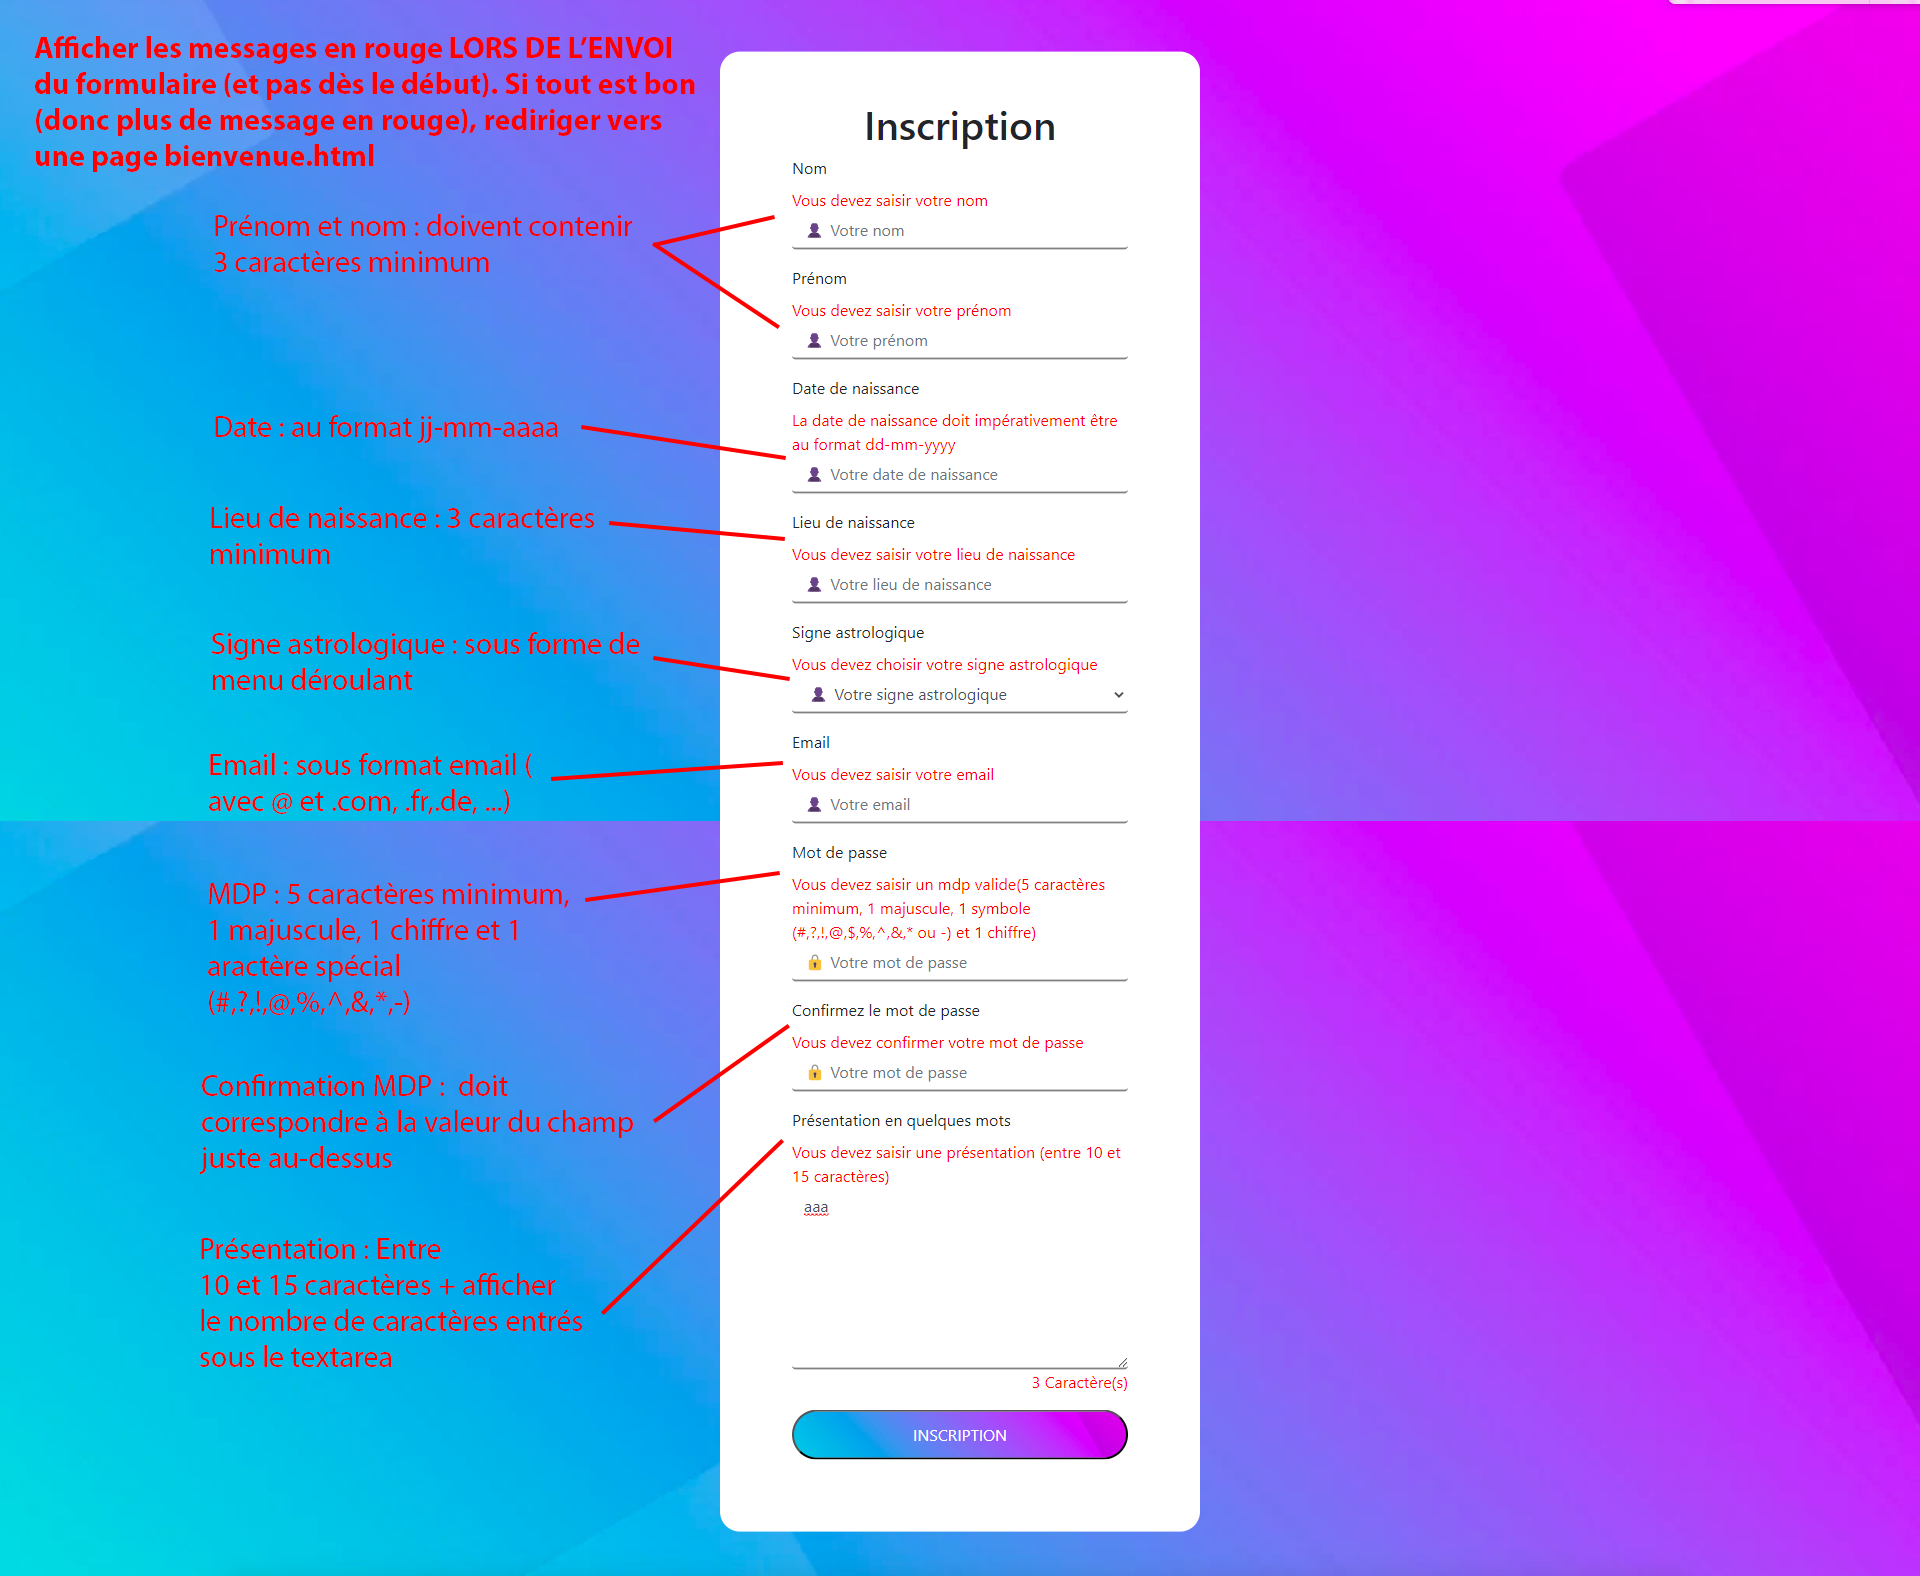 Afficher les messages en rouge LORS DE L'ENVOI
du formulaire (et pas dès le début). Si tout est bon
(donc plus de message en rouge), rediriger vers
une page bienvenue.html
Prénom et nom : doivent contenir
3 caractères minimum
Date : au format jj-mm-aaaa
Lieu de naissance : 3 caractères
minimum
Signe astrologique : sous forme de
menu déroulant
Email : sous format email (
avec @ et .com, .fr,.de, ...)
MDP : 5 caractères minimum,
1 majuscule, 1 chiffre et 1
aractère spécial
(#,?,!,@,%,^,&,*,-)
Confirmation MDP :  doit
correspondre à la valeur du champ
juste au-dessus
Présentation : Entre
10 et 15 caractères + afficher
le nombre de caractères entrés
sous le textarea
Inscription
Nom
Vous devez saisir votre nom
Votre nom
Prénom
Vous devez saisir votre prénom
Votre prénom
Date de naissance
La date de naissance doit impérativement être
au format dd-mm-yyyy
Votre date de naissance
Lieu de naissance
Vous devez saisir votre lieu de naissance
Votre lieu de naissance
Signe astrologique
Vous devez choisir votre signe astrologique
Votre signe astrologique
Email
Vous devez saisir votre email
Votre email
Mot de passe
Vous devez saisir un mdp valide(5 caractères
minimum, 1 majuscule, 1 symbole
(#,?,!,@,$,%,^,&,* ou -) et 1 chiffre)
Votre mot de passe
Confirmez le mot de passe
Vous devez confirmer votre mot de passe
Votre mot de passe
Présentation en quelques mots
Vous devez saisir une présentation (entre 10 et
15 caractères)
aaa
3 Caractère(s)
INSCRIPTION